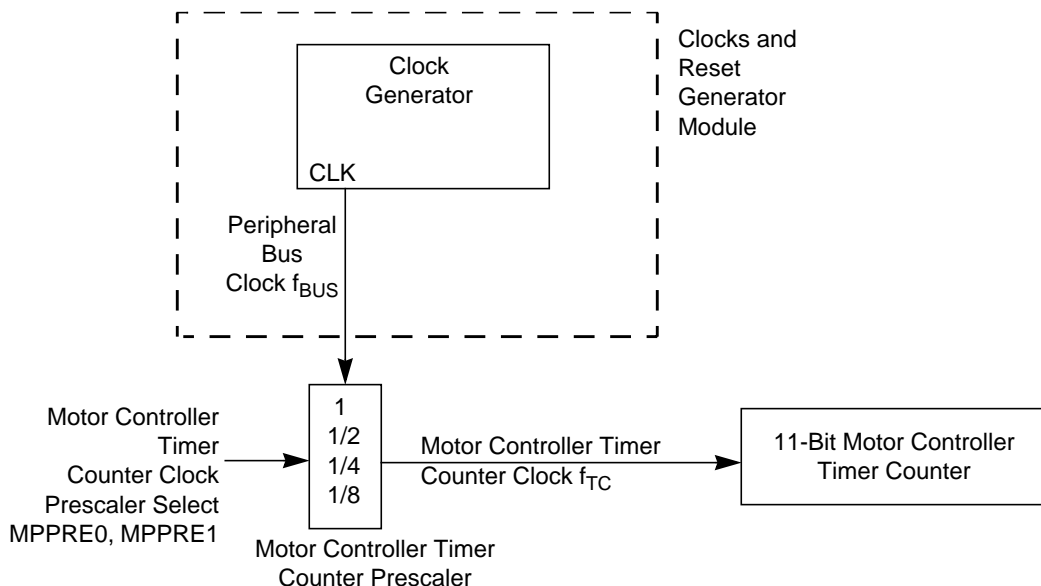 Clocks and
Reset
Generator
Module
Clock
Generator
CLK
Peripheral
Bus
Clock fBUS
Motor Controller
Timer
Counter Clock
Prescaler Select
MPPRE0, MPPRE1
1
1/2
1/4
1/8
Motor Controller Timer
Counter Clock fTC
11-Bit Motor Controller
Timer Counter
Motor Controller Timer
Counter Prescaler